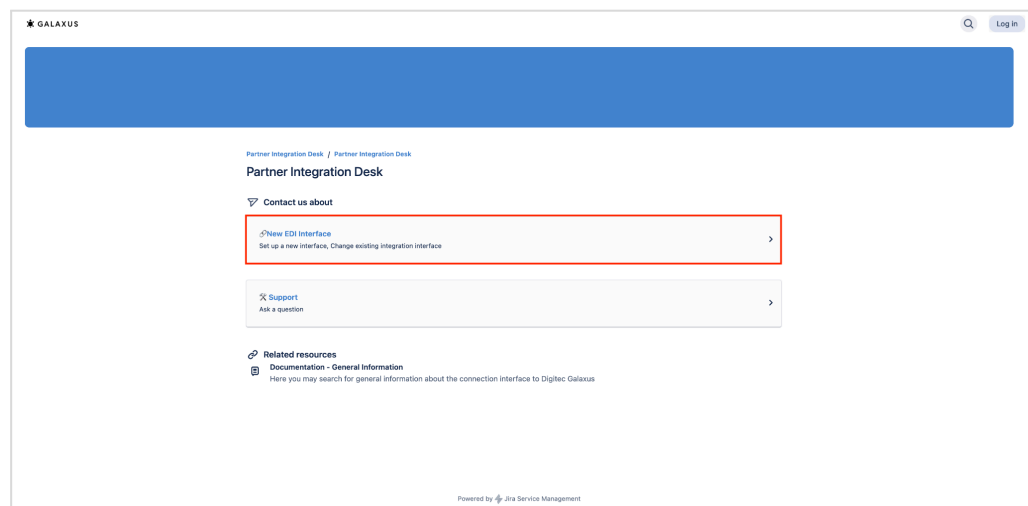 GALAXUS
Log in
Partner Integration Desk / Partner Integration Desk
Partner Integration Desk
Contact us about
New EDI Interface
Set up a new interface, Change existing integration interface
Support
Ask a question
Related resources
Documentation - General Information
Here you may search for general information about the connection interface to Digitec Galaxus
Powered by Jira Service Management